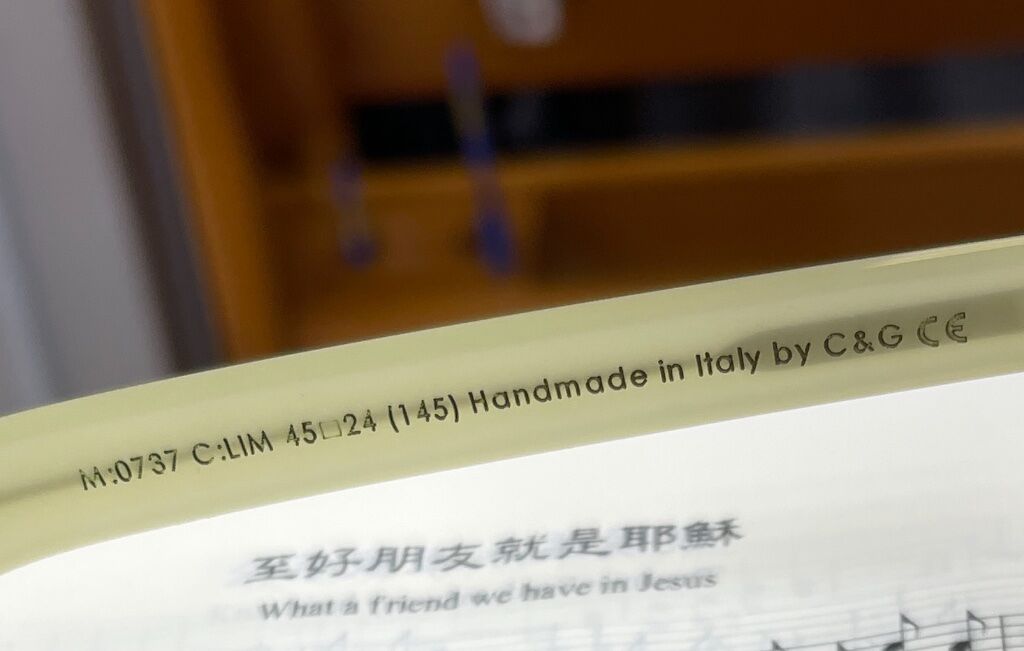 M:0737 C:LIM 45□24 (145) Handmade in Italy by C&G CE
至好朋友就是耶穌
What a friend we have in Jesus